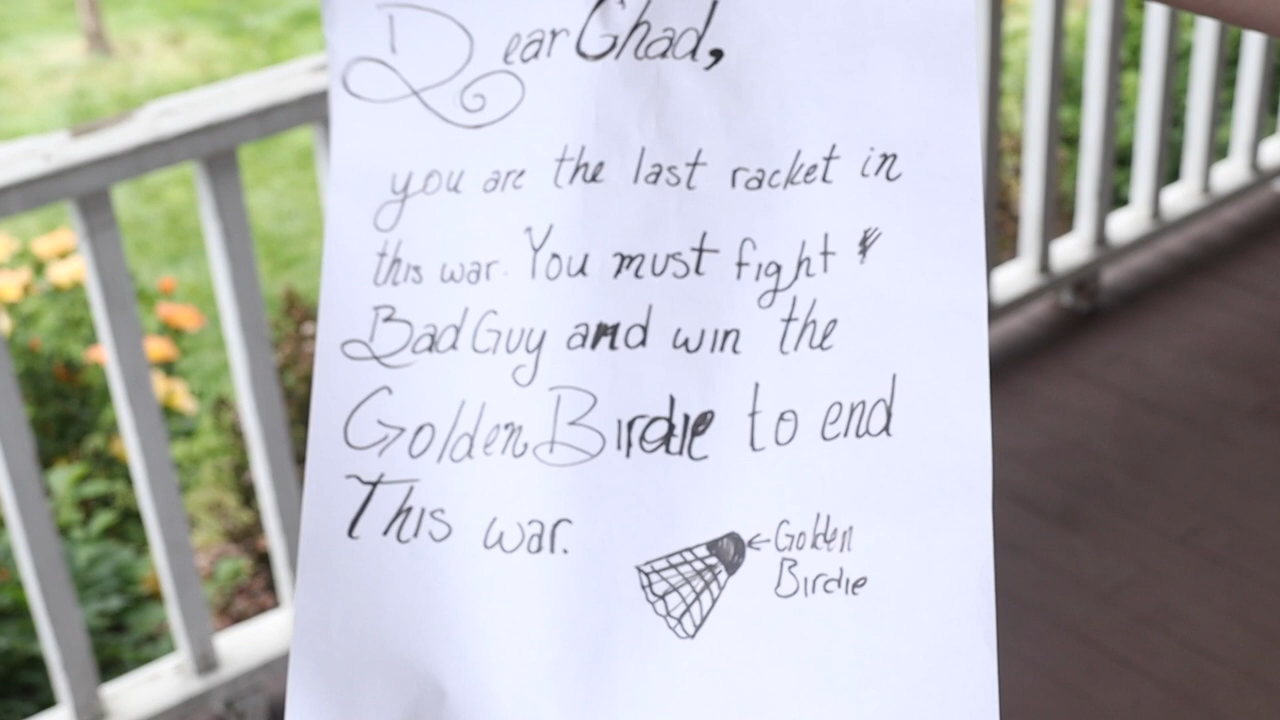 Dear Chad,
you are the last racket in
this war. You must fight
Bad Guy and win the
Golden Birdie to end
This war.
←Golden
Birdie